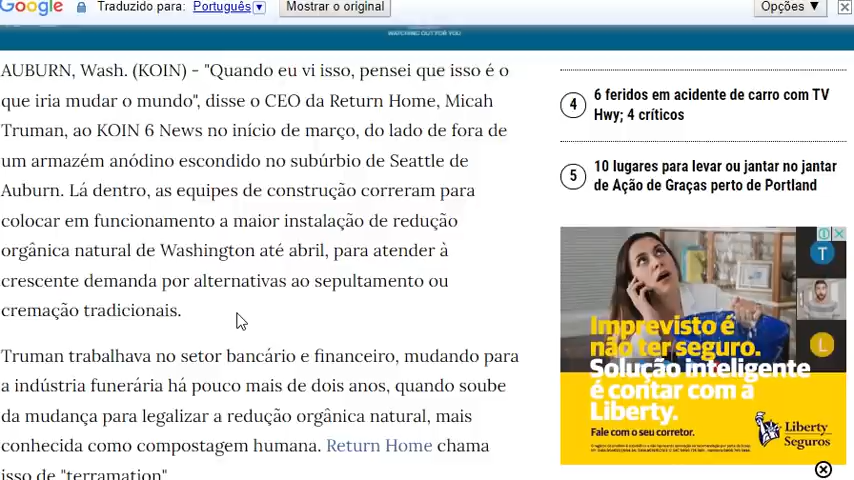 Google Traduzido para: Português Mostrar o original Opções
WATCHING OUT FOR YOU
AUBURN, Wash. (KOIN) - "Quando eu vi isso, pensei que isso é o
que iria mudar o mundo", disse o CEO da Return Home, Micah
Truman, ao KOIN 6 News no início de março, do lado de fora de
um armazém anódino escondido no subúrbio de Seattle de
Auburn. Lá dentro, as equipes de construção correram para
colocar em funcionamento a maior instalação de redução
orgânica natural de Washington até abril, para atender à
crescente demanda por alternativas ao sepultamento ou
cremação tradicionais.
Truman trabalhava no setor bancário e financeiro, mudando para
a indústria funerária há pouco mais de dois anos, quando soube
da mudança para legalizar a redução orgânica natural, mais
conhecida como compostagem humana. Return Home chama
isso de "terramation"
4 6 feridos em acidente de carro com TV
Hwy; 4 críticos
5 10 lugares para levar ou jantar no jantar
de Ação de Graças perto de Portland
T
L
Imprevisto é
não ter seguro.
Solução inteligente
é contar com a
Liberty.
Fale com o seu corretor.
Liberty
Seguros